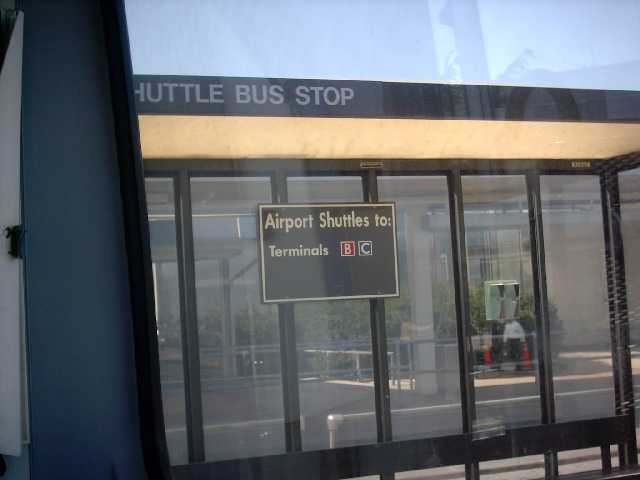 HUTTLE BUS STOP
Airport Shuttles to:
Terminals B C